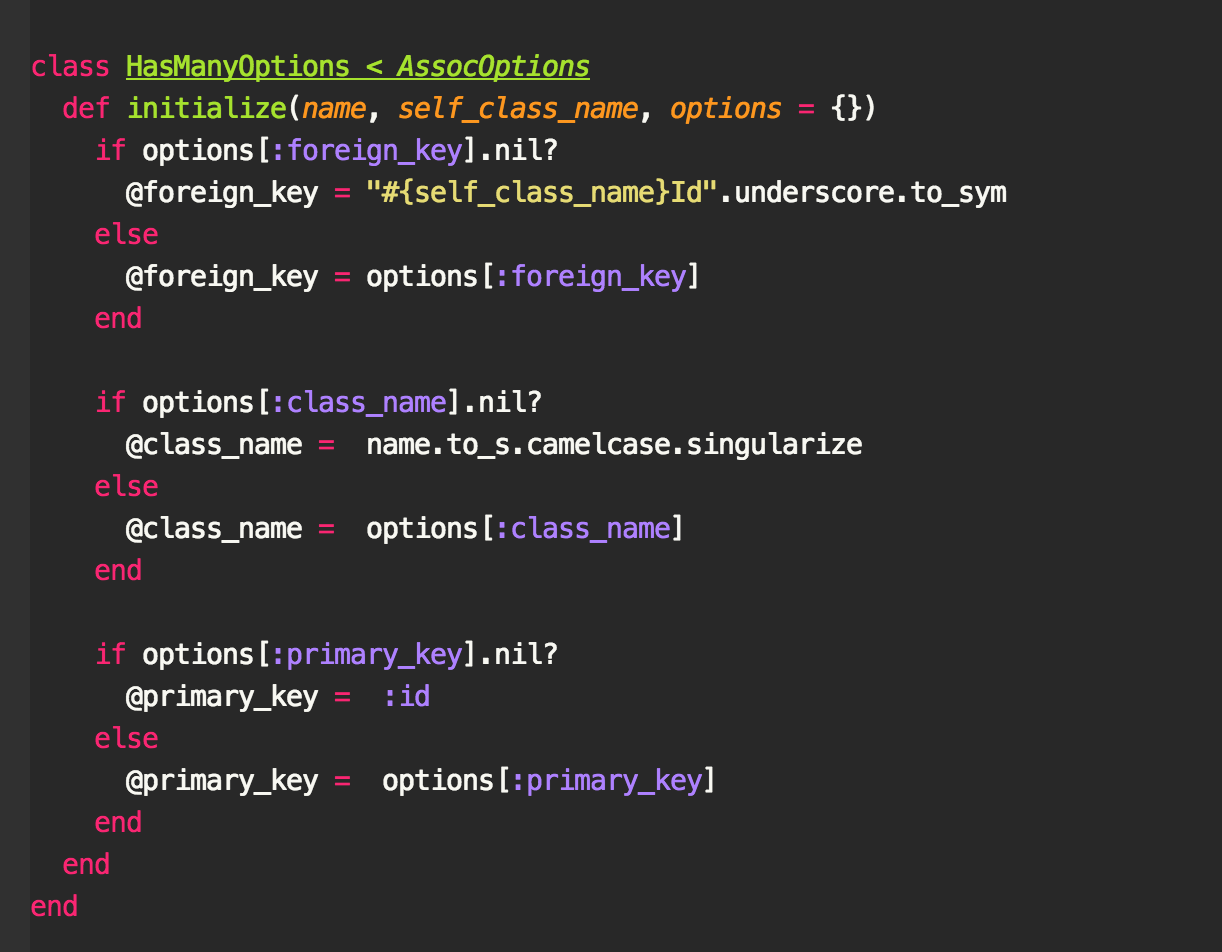 class HasManyOptions < AssocOptions
  def initialize(name, self_class_name, options = {})
    if options[:foreign_key].nil?
      @foreign_key = "#{self_class_name}Id".underscore.to_sym
    else
      @foreign_key = options[:foreign_key]
    end

    if options[:class_name].nil?
      @class_name =  name.to_s.camelcase.singularize
    else
      @class_name =  options[:class_name]
    end

    if options[:primary_key].nil?
      @primary_key =  :id
    else
      @primary_key =  options[:primary_key]
    end
  end
end